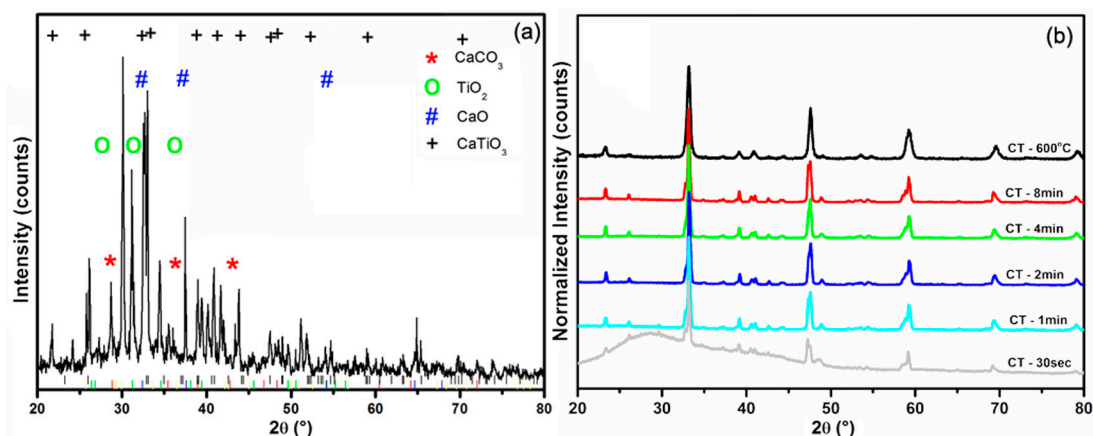 (a)
* CaCO₃
O TiO₂
# CaO
+ CaTiO₃
+ + + + + + + + + + + +
# # #
O O O
* * *
Intensity (counts)
20 30 40 50 60 70 80
2θ (°)
(b)
CT - 600°C
CT - 8min
CT - 4min
CT - 2min
CT - 1min
CT - 30sec
Normalized Intensity (counts)
20 30 40 50 60 70 80
2θ (°)